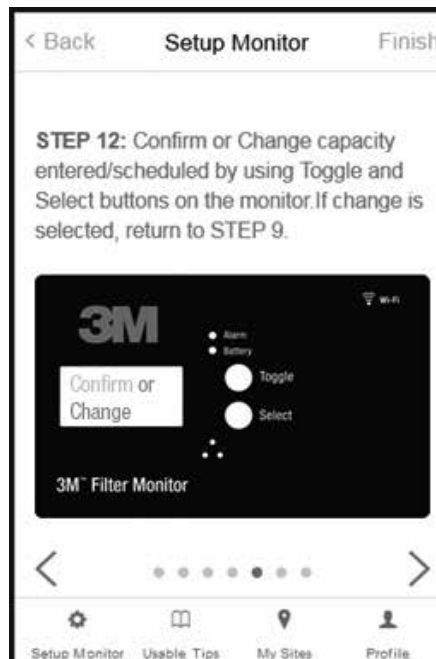 < Back Setup Monitor Finish
STEP 12: Confirm or Change capacity
entered/scheduled by using Toggle and
Select buttons on the monitor.If change is
selected, return to STEP 9.
Wi-Fi
3M
Alarm
Battery
Confirm or
Change
Toggle
Select
3M™ Filter Monitor
Setup Monitor Usable Tips My Sites Profile